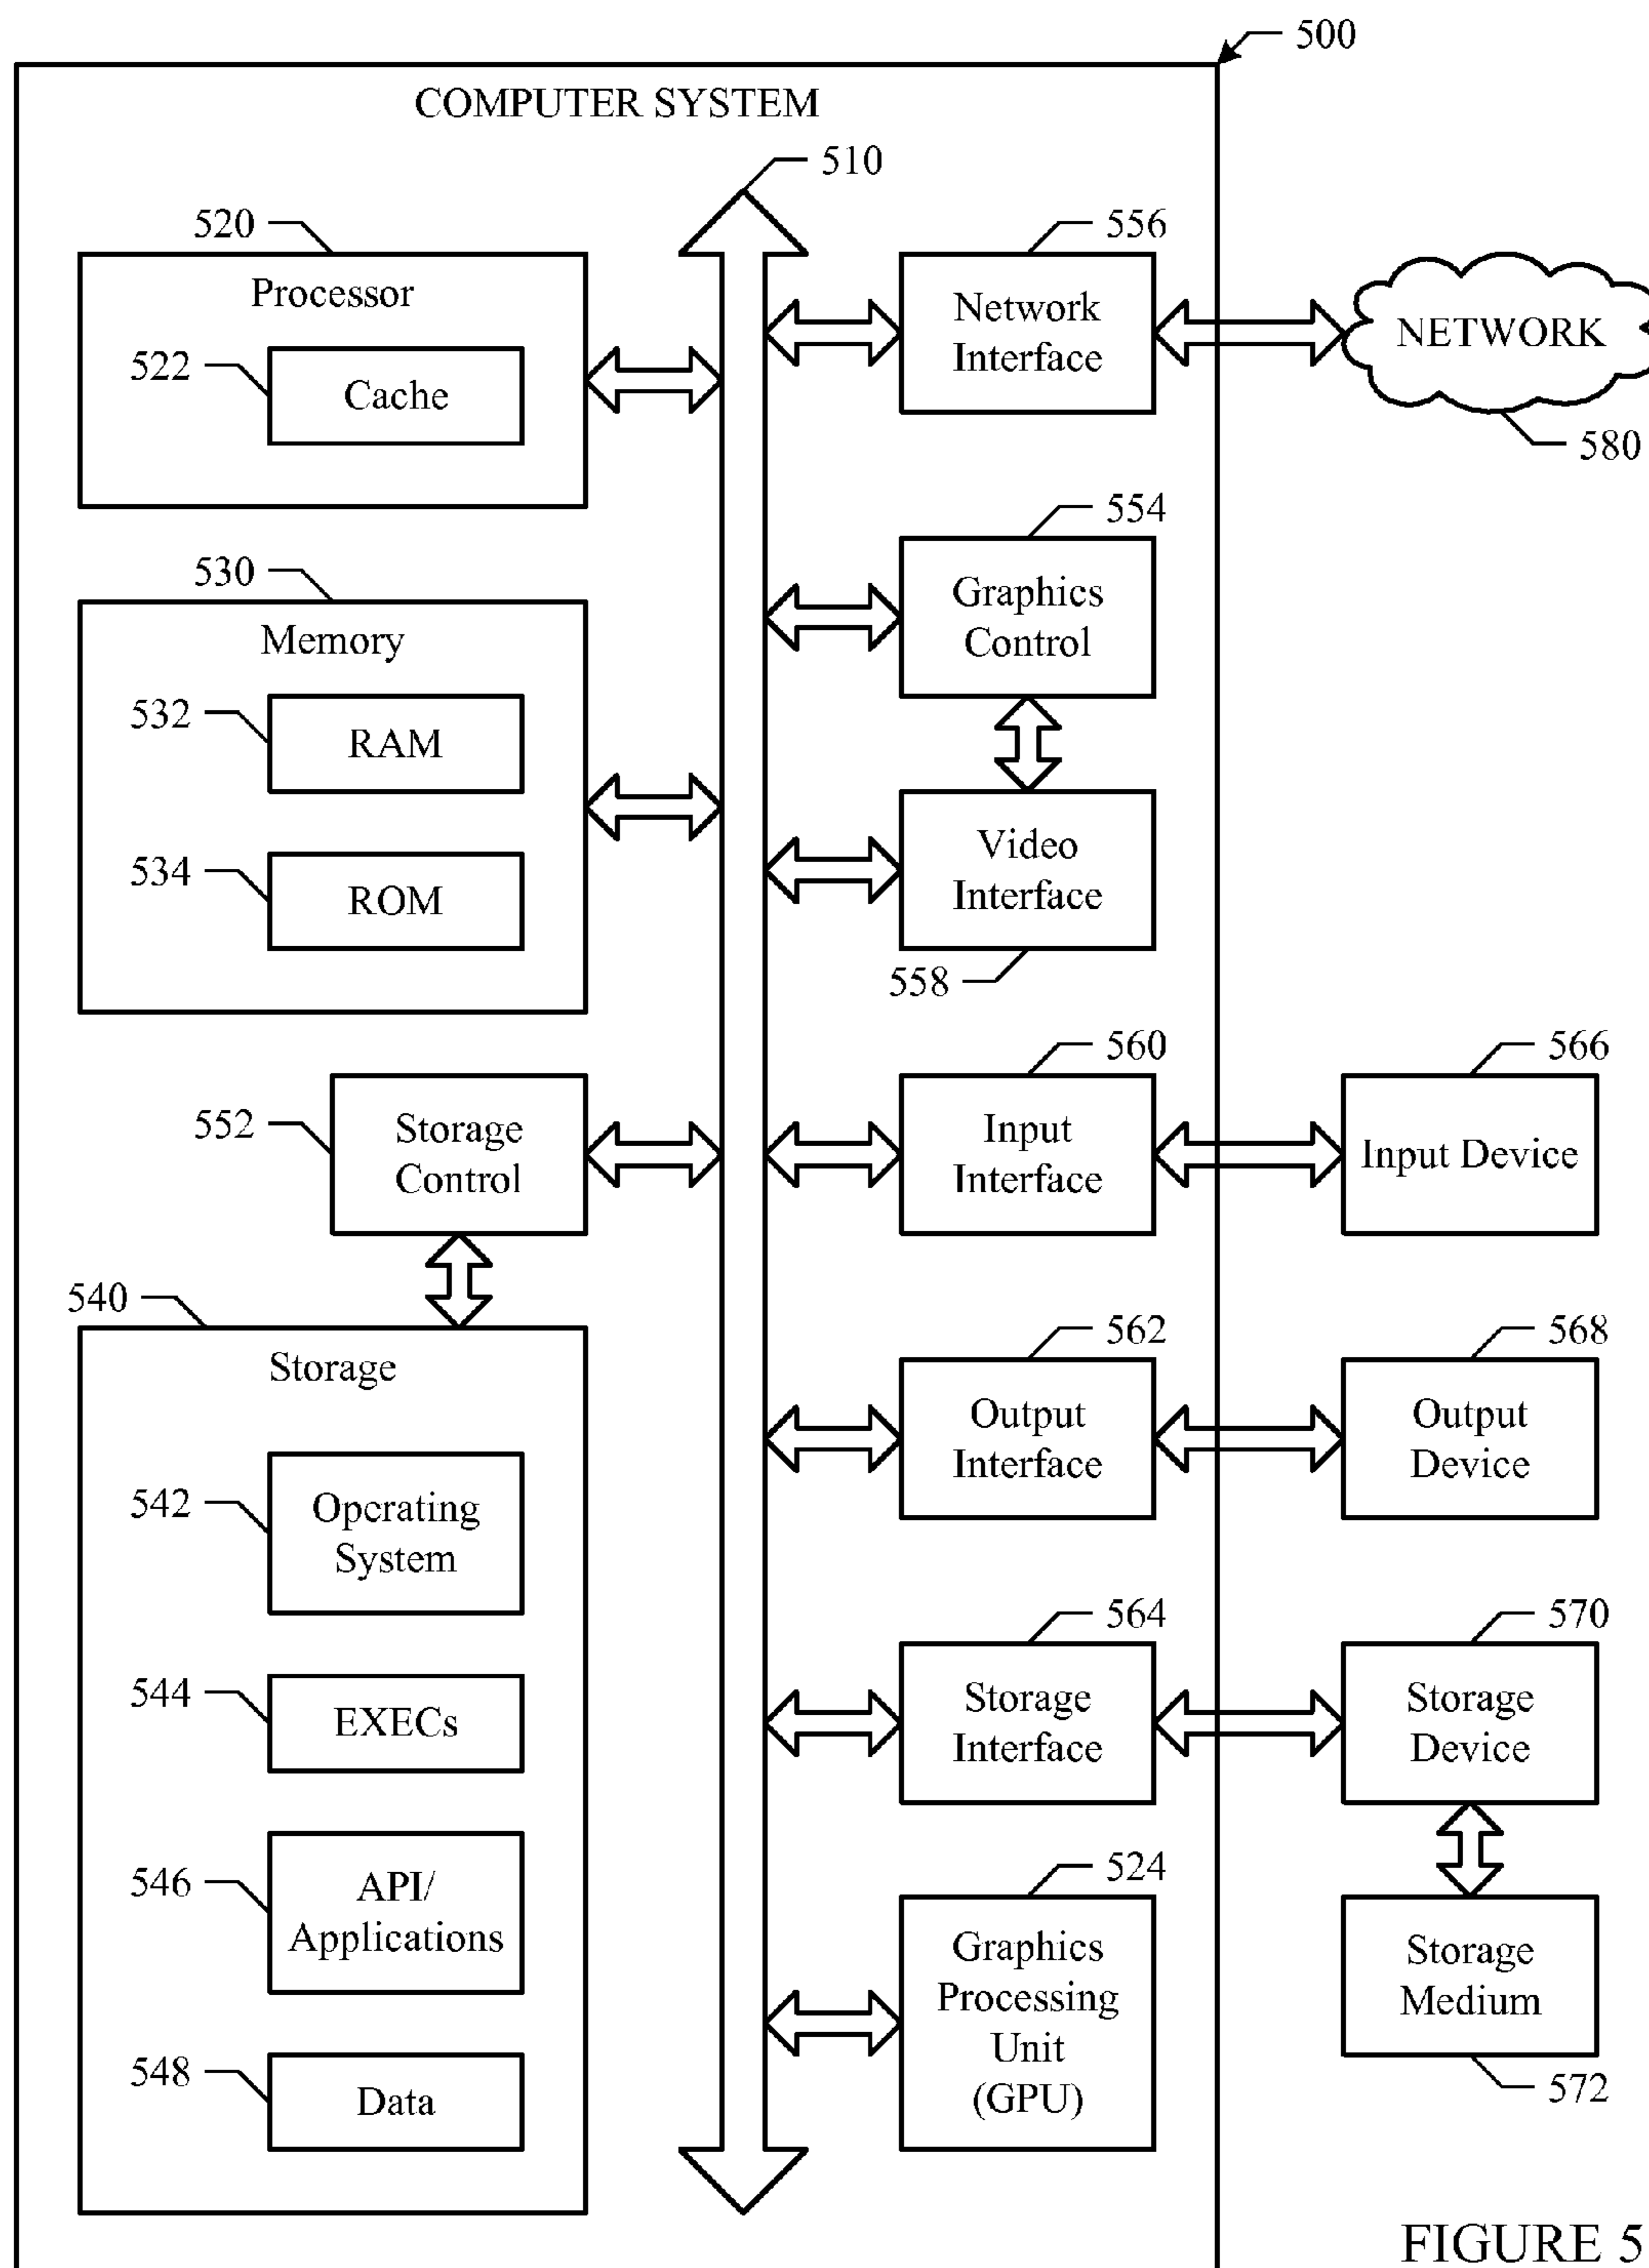 500
COMPUTER SYSTEM
510
520
Processor
522
Cache
556
Network
Interface
NETWORK
580
530
Memory
532
RAM
534
ROM
554
Graphics
Control
Video
Interface
558
552
Storage
Control
560
Input
Interface
566
Input Device
540
Storage
542
Operating
System
544
EXECs
546
API/
Applications
548
Data
562
Output
Interface
568
Output
Device
564
Storage
Interface
570
Storage
Device
524
Graphics
Processing
Unit
(GPU)
Storage
Medium
572
FIGURE 5